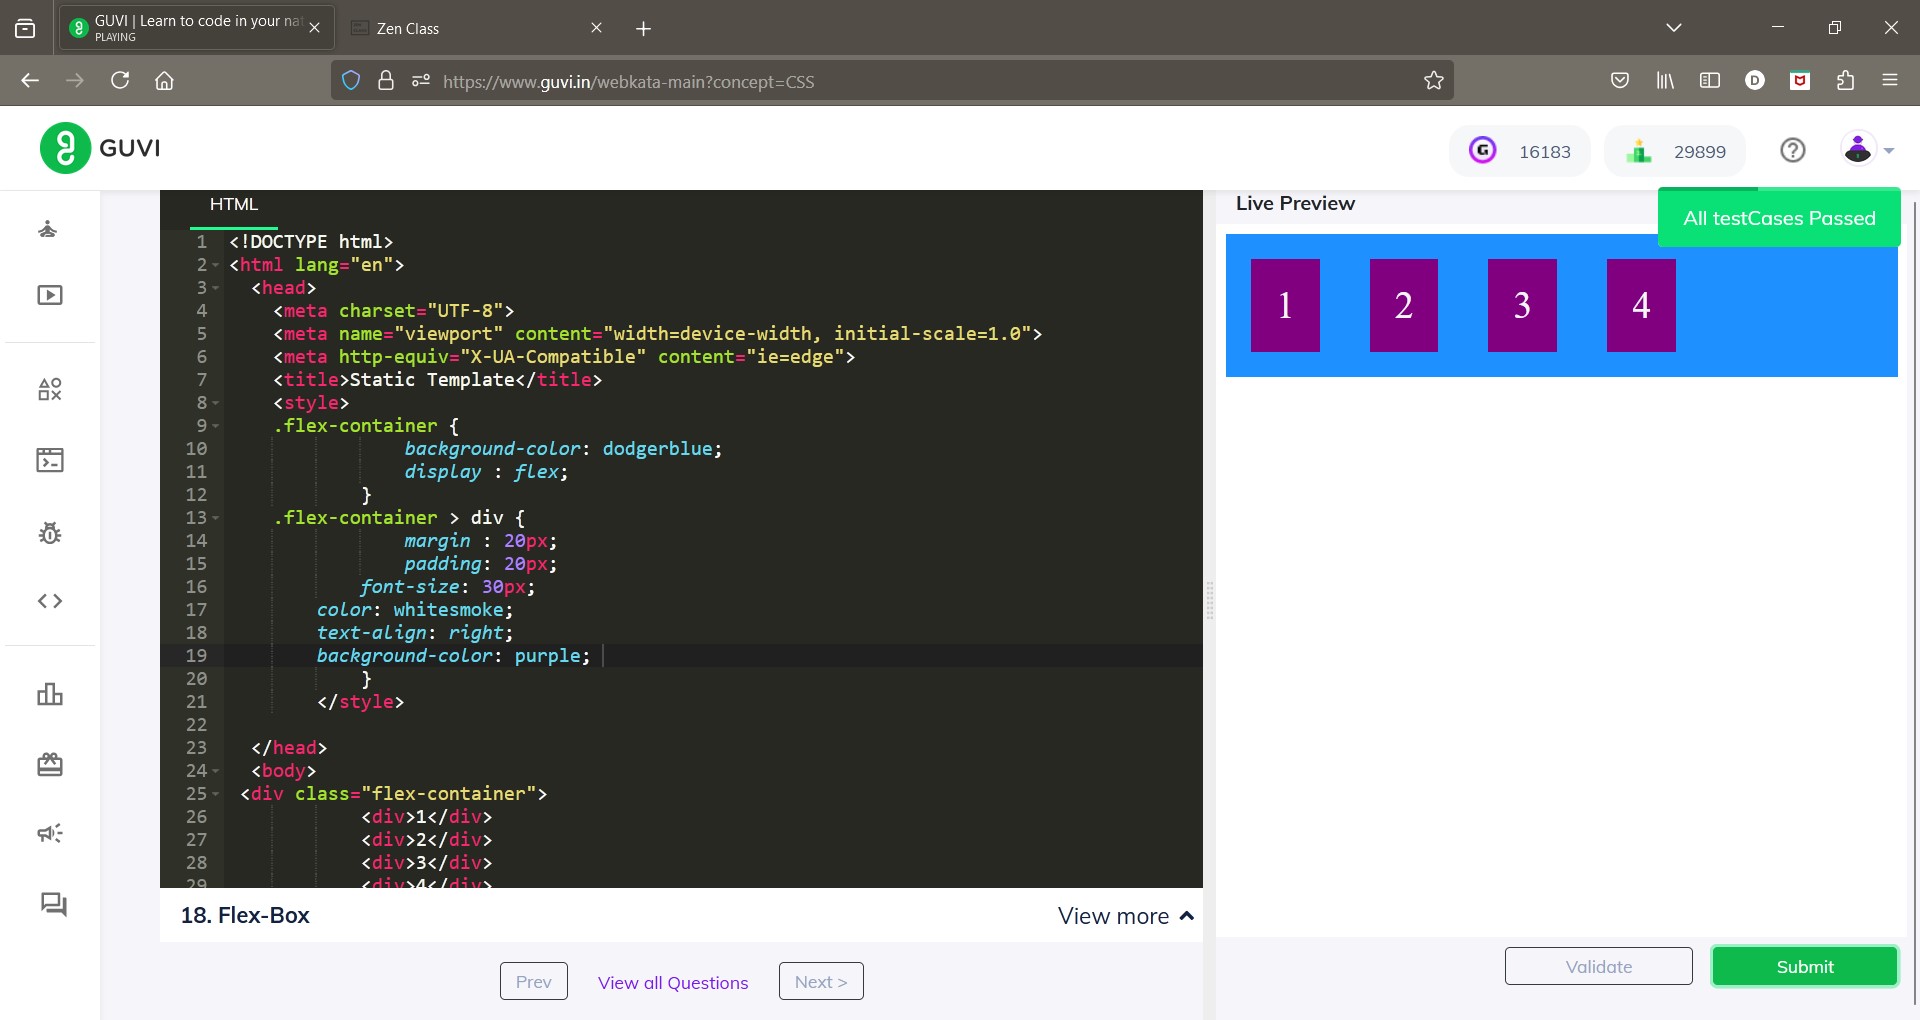 GUVI | Learn to code in your nat
PLAYING
Zen Class
https://www.guvi.in/webkata-main?concept=CSS
D
GUVI
G
16183
29899
HTML
Live Preview
All testCases Passed
1 <!DOCTYPE html>
2 <html lang="en">
3 <head>
4 <meta charset="UTF-8">
5 <meta name="viewport" content="width=device-width, initial-scale=1.0">
6 <meta http-equiv="X-UA-Compatible" content="ie=edge">
7 <title>Static Template</title>
8 <style>
9 .flex-container {
10 background-color: dodgerblue;
11 display : flex;
12 }
13 .flex-container > div {
14 margin : 20px;
15 padding: 20px;
16 font-size: 30px;
17 color: whitesmoke;
18 text-align: right;
19 background-color: purple;
20 }
21 </style>
22
23 </head>
24 <body>
25 <div class="flex-container">
26 <div>1</div>
27 <div>2</div>
28 <div>3</div>
29 <div>4</div>
1 2 3 4
18. Flex-Box
View more
Prev
View all Questions
Next >
Validate
Submit